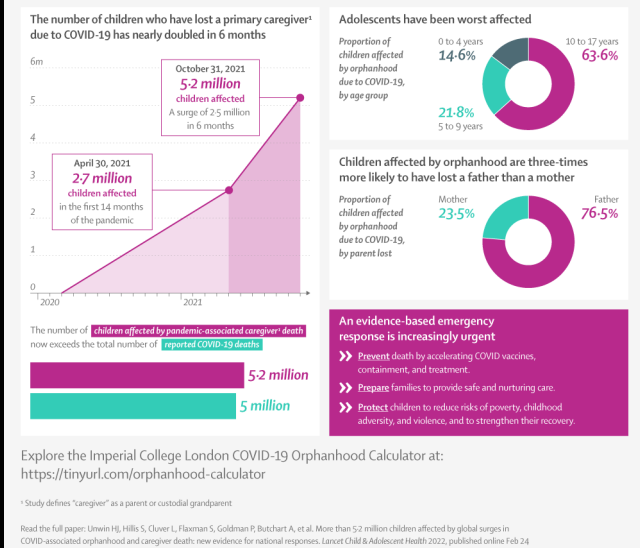 The number of children who have lost a primary caregiver¹
due to COVID-19 has nearly doubled in 6 months
6m
5
4
3
2
1
0
2020
2021
October 31, 2021
5·2 million
children affected
A surge of 2·5 million
in 6 months
April 30, 2021
2·7 million
children affected
in the first 14 months
of the pandemic
The number of children affected by pandemic-associated caregiver¹ death
now exceeds the total number of reported COVID-19 deaths
5·2 million
5 million
Adolescents have been worst affected
Proportion of
children affected
by orphanhood
due to COVID-19,
by age group
0 to 4 years
14·6%
21·8%
5 to 9 years
10 to 17 years
63·6%
Children affected by orphanhood are three-times
more likely to have lost a father than a mother
Proportion of
children affected
by orphanhood
due to COVID-19,
by parent lost
Mother
23·5%
Father
76·5%
An evidence-based emergency
response is increasingly urgent
Prevent death by accelerating COVID vaccines,
containment, and treatment.
Prepare families to provide safe and nurturing care.
Protect children to reduce risks of poverty, childhood
adversity, and violence, and to strengthen their recovery.
Explore the Imperial College London COVID-19 Orphanhood Calculator at:
https://tinyurl.com/orphanhood-calculator
¹ Study defines "caregiver" as a parent or custodial grandparent
Read the full paper: Unwin HJ, Hillis S, Cluver L, Flaxman S, Goldman P, Butchart A, et al. More than 5·2 million children affected by global surges in
COVID-associated orphanhood and caregiver death: new evidence for national responses. Lancet Child & Adolescent Health 2022, published online Feb 24